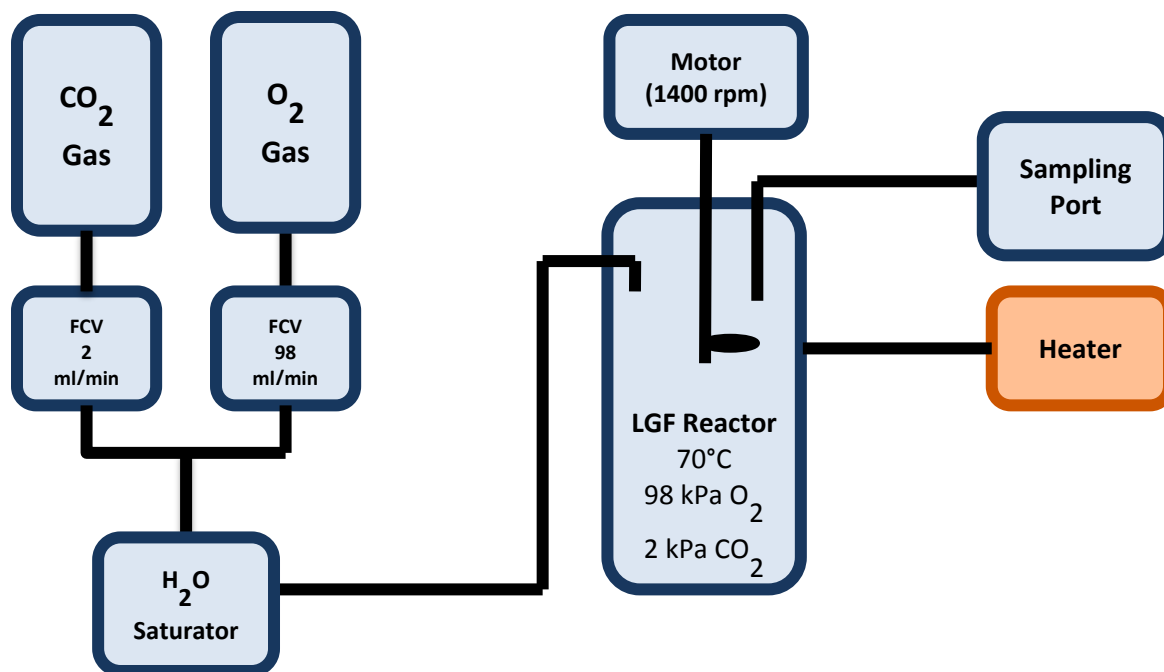 CO2
Gas
O2
Gas
Motor
(1400 rpm)
Sampling
Port
FCV
2
ml/min
FCV
98
ml/min
Heater
LGF Reactor
70°C
98 kPa O2
2 kPa CO2
H2O
Saturator